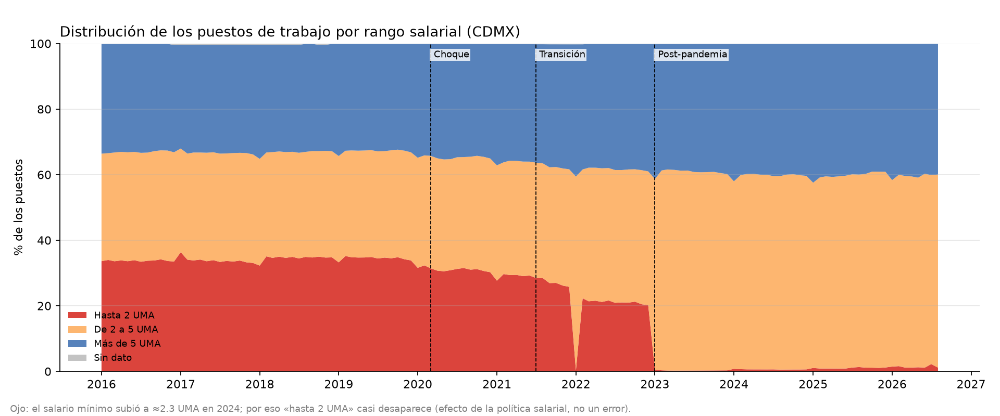 Distribución de los puestos de trabajo por rango salarial (CDMX)
% de los puestos
100
80
60
40
20
0
Choque
Transición
Post-pandemia
Hasta 2 UMA
De 2 a 5 UMA
Más de 5 UMA
Sin dato
2016 2017 2018 2019 2020 2021 2022 2023 2024 2025 2026 2027
Ojo: el salario mínimo subió a ≈2.3 UMA en 2024; por eso «hasta 2 UMA» casi desaparece (efecto de la política salarial, no un error).